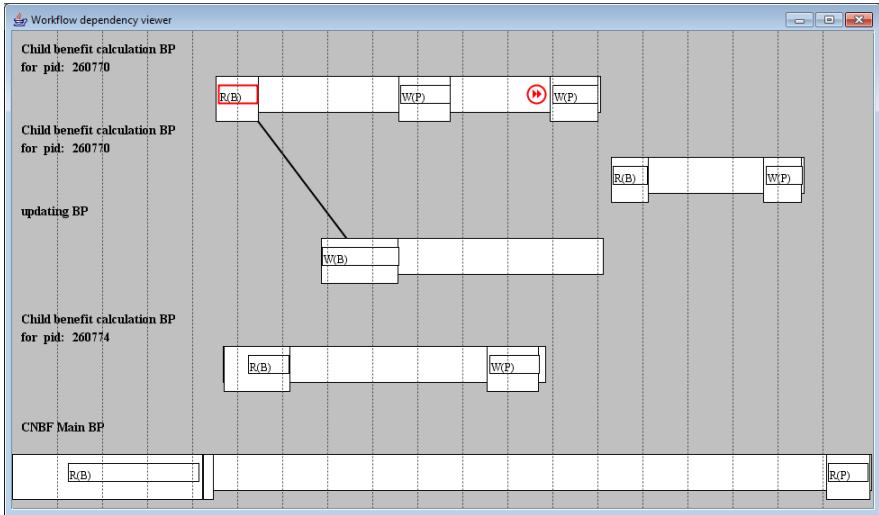 Workflow dependency viewer
Child benefit calculation BP
for pid: 260770
R(B) W(P) W(P)
Child benefit calculation BP
for pid: 260770
R(B) W(P)
updating BP
W(B)
Child benefit calculation BP
for pid: 260774
R(B) W(P)
CNBF Main BP
R(B) R(P)